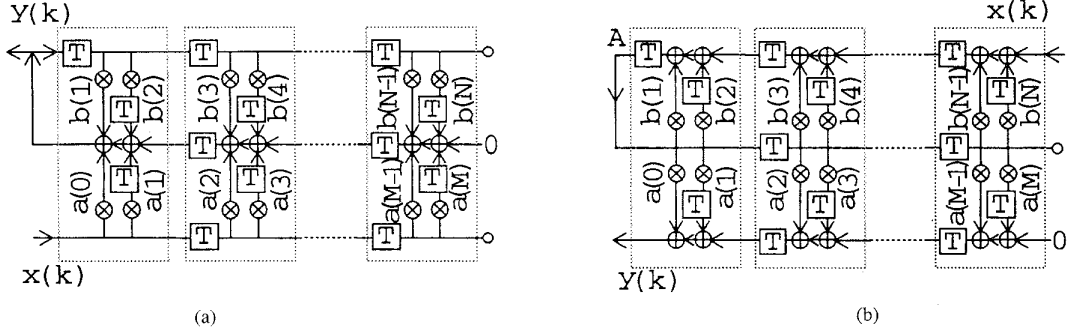 y(k)
T
T
T
b(1)
T
b(2)
b(3)
T
b(4)
b(N-1)
T
b(N)
T
T
0
a(0)
T
a(1)
a(2)
T
a(3)
a(M-1)
T
a(M)
T
T
x(k)
(a)
x(k)
A
T
T
T
b(1)
T
b(2)
b(3)
T
b(4)
b(N-1)
T
b(N)
T
T
a(0)
T
a(1)
a(2)
T
a(3)
a(M-1)
T
a(M)
T
T
0
y(k)
(b)